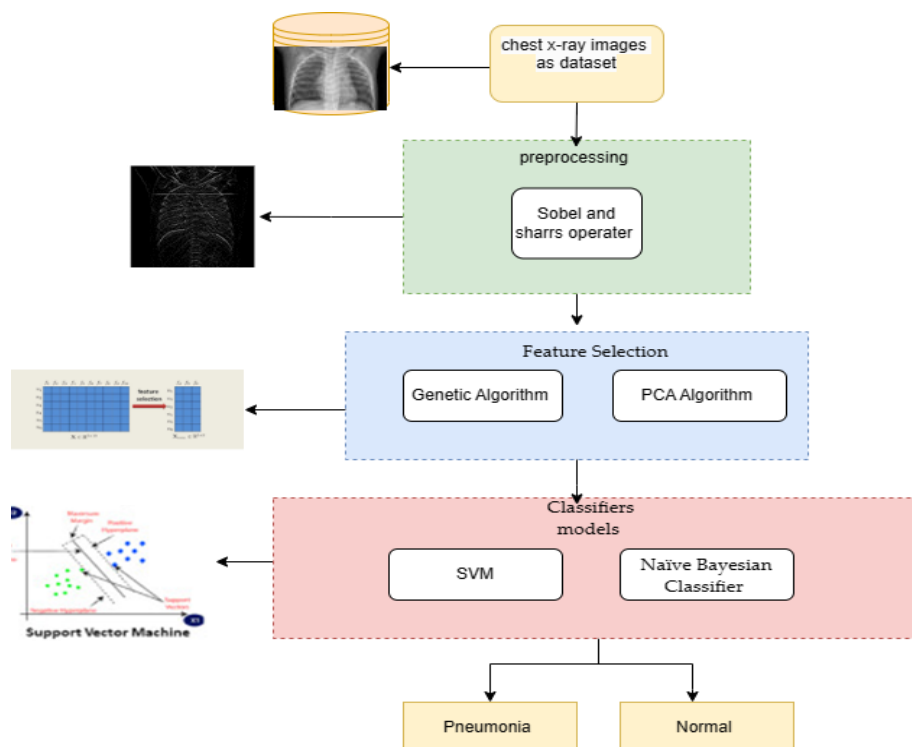 chest x-ray images
as dataset
preprocessing
Sobel and
sharrs operater
Feature Selection
Genetic Algorithm
PCA Algorithm
feature
selection
Classifiers
models
SVM
Naïve Bayesian
Classifier
Maximum
Margin
Positive
Hyperplane
Negative Hyperplane
Support
Vectors
X1
Support Vector Machine
Pneumonia
Normal